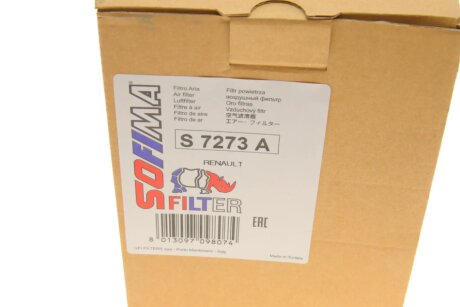 Filtro Aria
Air filter
Luftfilter
Filtre à air
Filtro de aire
Filtro de ar
Filtr powietrza
воздушный фильтр
Oro filtras
Vzduchový filtr
空气滤清器
エアー・フィルター
SOFIMA
S 7273 A
RENAULT
FILTER
EAC
8 013097 098074
Made in